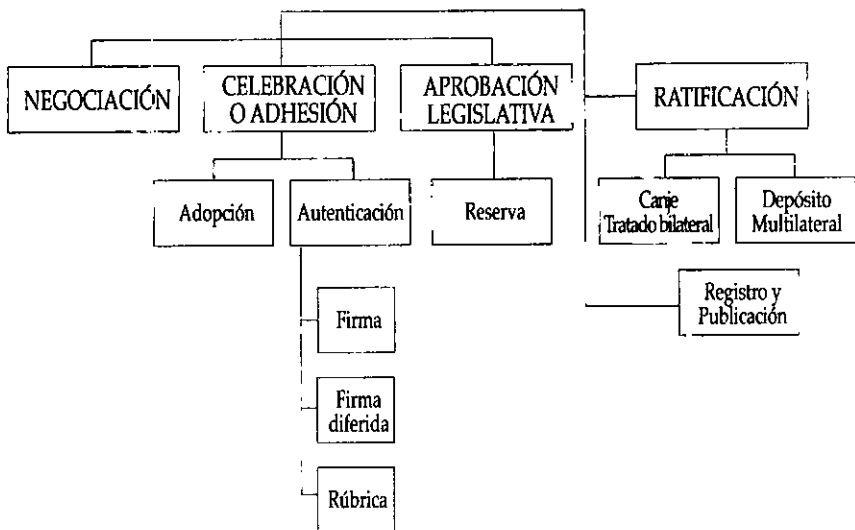 NEGOCIACIÓN
CELEBRACIÓN
O ADHESIÓN
APROBACIÓN
LEGISLATIVA
RATIFICACIÓN
Adopción
Autenticación
Reserva
Canje
Tratado bilateral
Depósito
Multilateral
Registro y
Publicación
Firma
Firma
diferida
Rúbrica